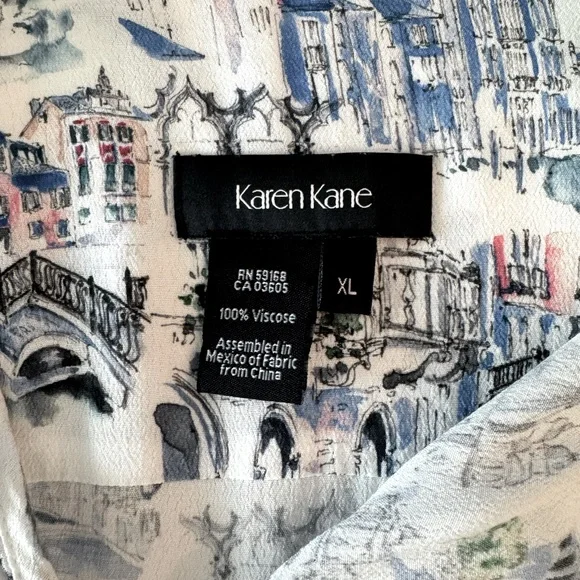 Karen Kane
RN 59168
CA 03605
XL
100% Viscose
Assembled in
Mexico of Fabric
from China